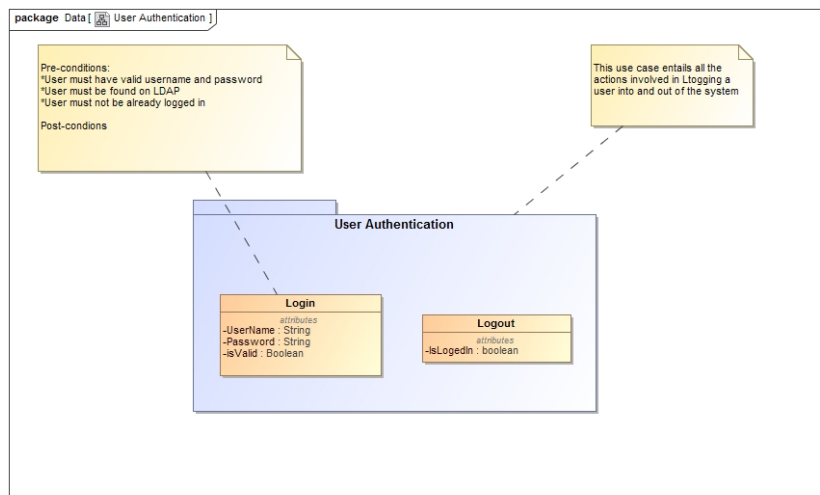 package Data [ User Authentication ]
Pre-conditions:
*User must have valid username and password
*User must be found on LDAP
*User must not be already logged in
Post-condions
This use case entails all the
actions involved in Ltogging a
user into and out of the system
User Authentication
Login
attributes
-UserName : String
-Password : String
-isValid : Boolean
Logout
attributes
-IsLogedIn : boolean